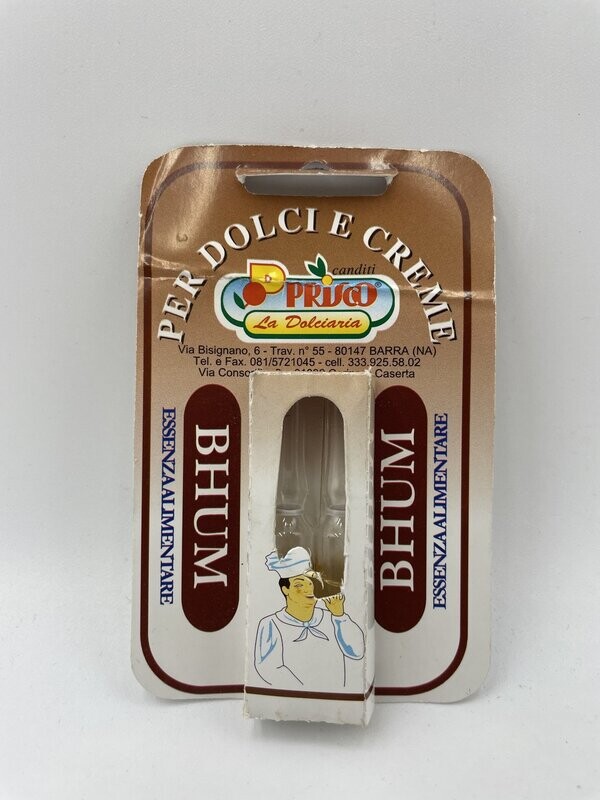 PER DOLCI E CREME
D
canditi
PRISCO®
La Dolciaria
Via Bisignano, 6 - Trav. n° 55 - 80147 BARRA (NA)
Tel. e Fax. 081/5721045 - cell. 333.925.58.02
Via Caserta
ESSENZA ALIMENTARE
BHUM
BHUM
ESSENZA ALIMENTARE